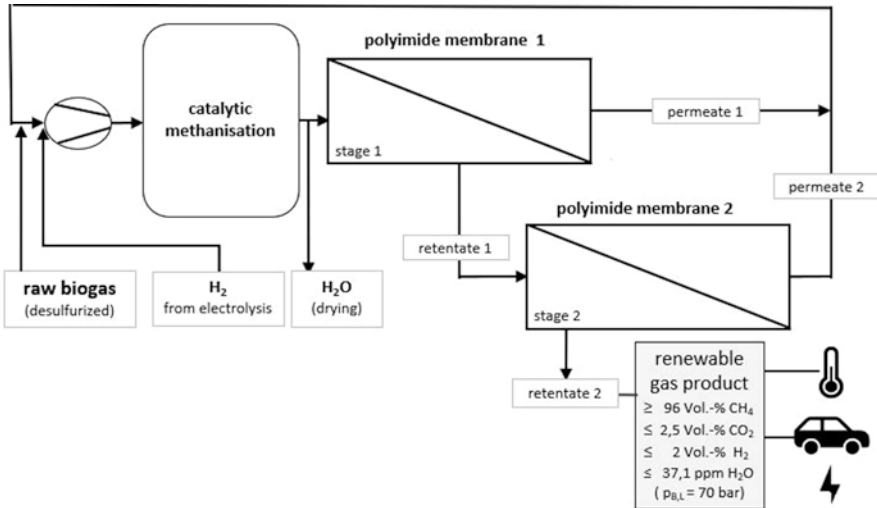 polyimide membrane 1
catalytic
methanisation
permeate 1
stage 1
permeate 2
polyimide membrane 2
retentate 1
raw biogas
(desulfurized)
H₂
from electrolysis
H₂O
(drying)
stage 2
retentate 2
renewable
gas product
≥ 96 Vol.-% CH₄
≤ 2,5 Vol.-% CO₂
≤ 2 Vol.-% H₂
≤ 37,1 ppm H₂O
( p_B,L = 70 bar)